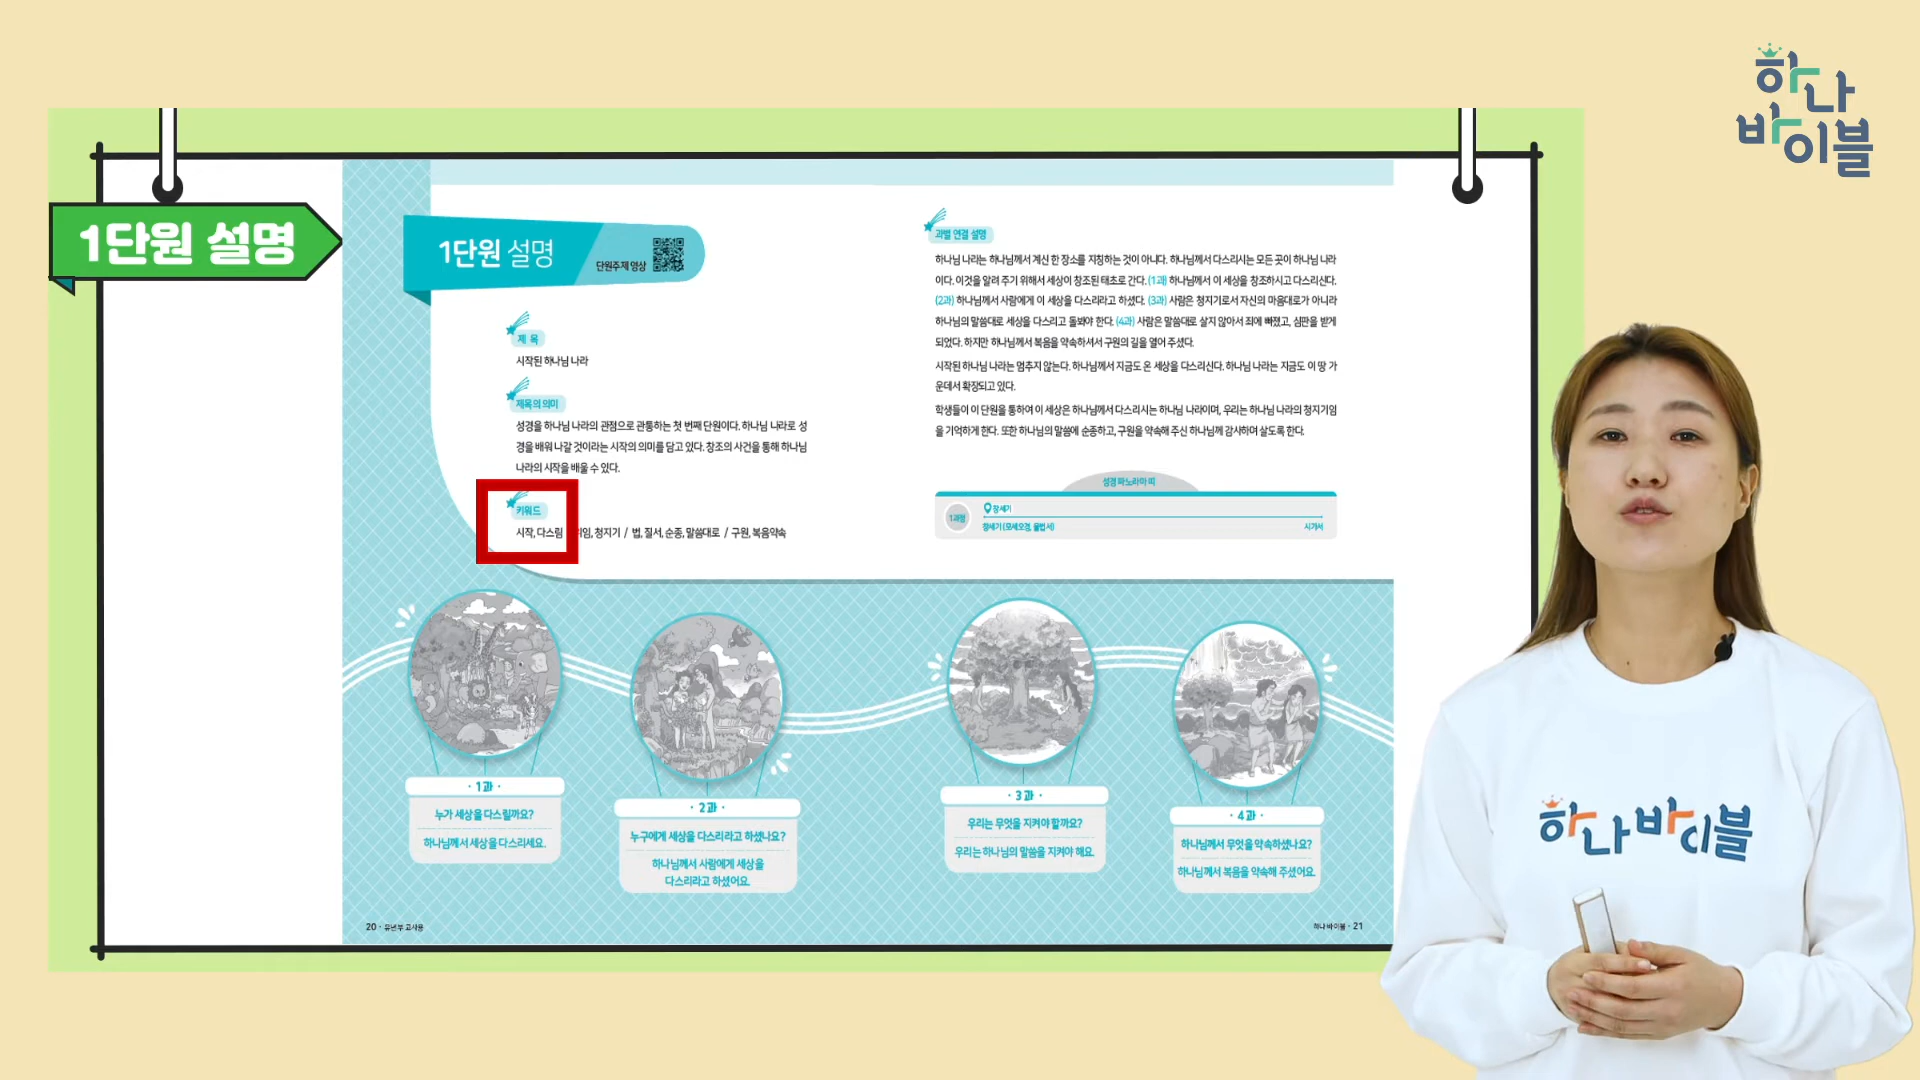 하나
바이블
1단원 설명
1단원 설명
단원주제 영상
제 목
시작된 하나님 나라
제목의 의미
성경을 하나님 나라의 관점으로 관통하는 첫 번째 단원이다. 하나님 나라로 성
경을 배워 나갈 것이라는 시작의 의미를 담고 있다. 창조의 사건을 통해 하나님
나라의 시작을 배울 수 있다.
키워드
시작, 다스림 임, 청지기 / 법, 질서, 순종, 말씀대로 / 구원, 복음약속
과별 연결 설명
하나님 나라는 하나님께서 계신 한 장소를 지칭하는 것이 아니다. 하나님께서 다스리시는 모든 곳이 하나님 나라
이다. 이것을 알려 주기 위해서 세상이 창조된 태초로 간다. (1과) 하나님께서 이 세상을 창조하시고 다스리신다.
(2과) 하나님께서 사람에게 이 세상을 다스리라고 하셨다. (3과) 사람은 청지기로서 자신의 마음대로가 아니라
하나님의 말씀대로 세상을 다스리고 돌봐야 한다. (4과) 사람은 말씀대로 살지 않아서 죄에 빠졌고, 심판을 받게
되었다. 하지만 하나님께서 복음을 약속하셔서 구원의 길을 열어 주셨다.
시작된 하나님 나라는 멈추지 않는다. 하나님께서 지금도 온 세상을 다스리신다. 하나님 나라는 지금도 이 땅 가
운데서 확장되고 있다.
학생들이 이 단원을 통하여 이 세상은 하나님께서 다스리시는 하나님 나라이며, 우리는 하나님 나라의 청지기임
을 기억하게 한다. 또한 하나님의 말씀에 순종하고, 구원을 약속해 주신 하나님께 감사하며 살도록 한다.
성경 파노라마 띠
1과정
창세기
창세기 (모세오경, 율법서)
시가서
· 1과 ·
누가 세상을 다스릴까요?
하나님께서 세상을 다스리세요.
· 2과 ·
누구에게 세상을 다스리라고 하셨나요?
하나님께서 사람에게 세상을
다스리라고 하셨어요.
· 3과 ·
우리는 무엇을 지켜야 할까요?
우리는 하나님의 말씀을 지켜야 해요.
· 4과 ·
하나님께서 무엇을 약속하셨나요?
하나님께서 복음을 약속해 주셨어요.
20 · 유년부 교사용
하나 바이블 · 21
하나 바이블